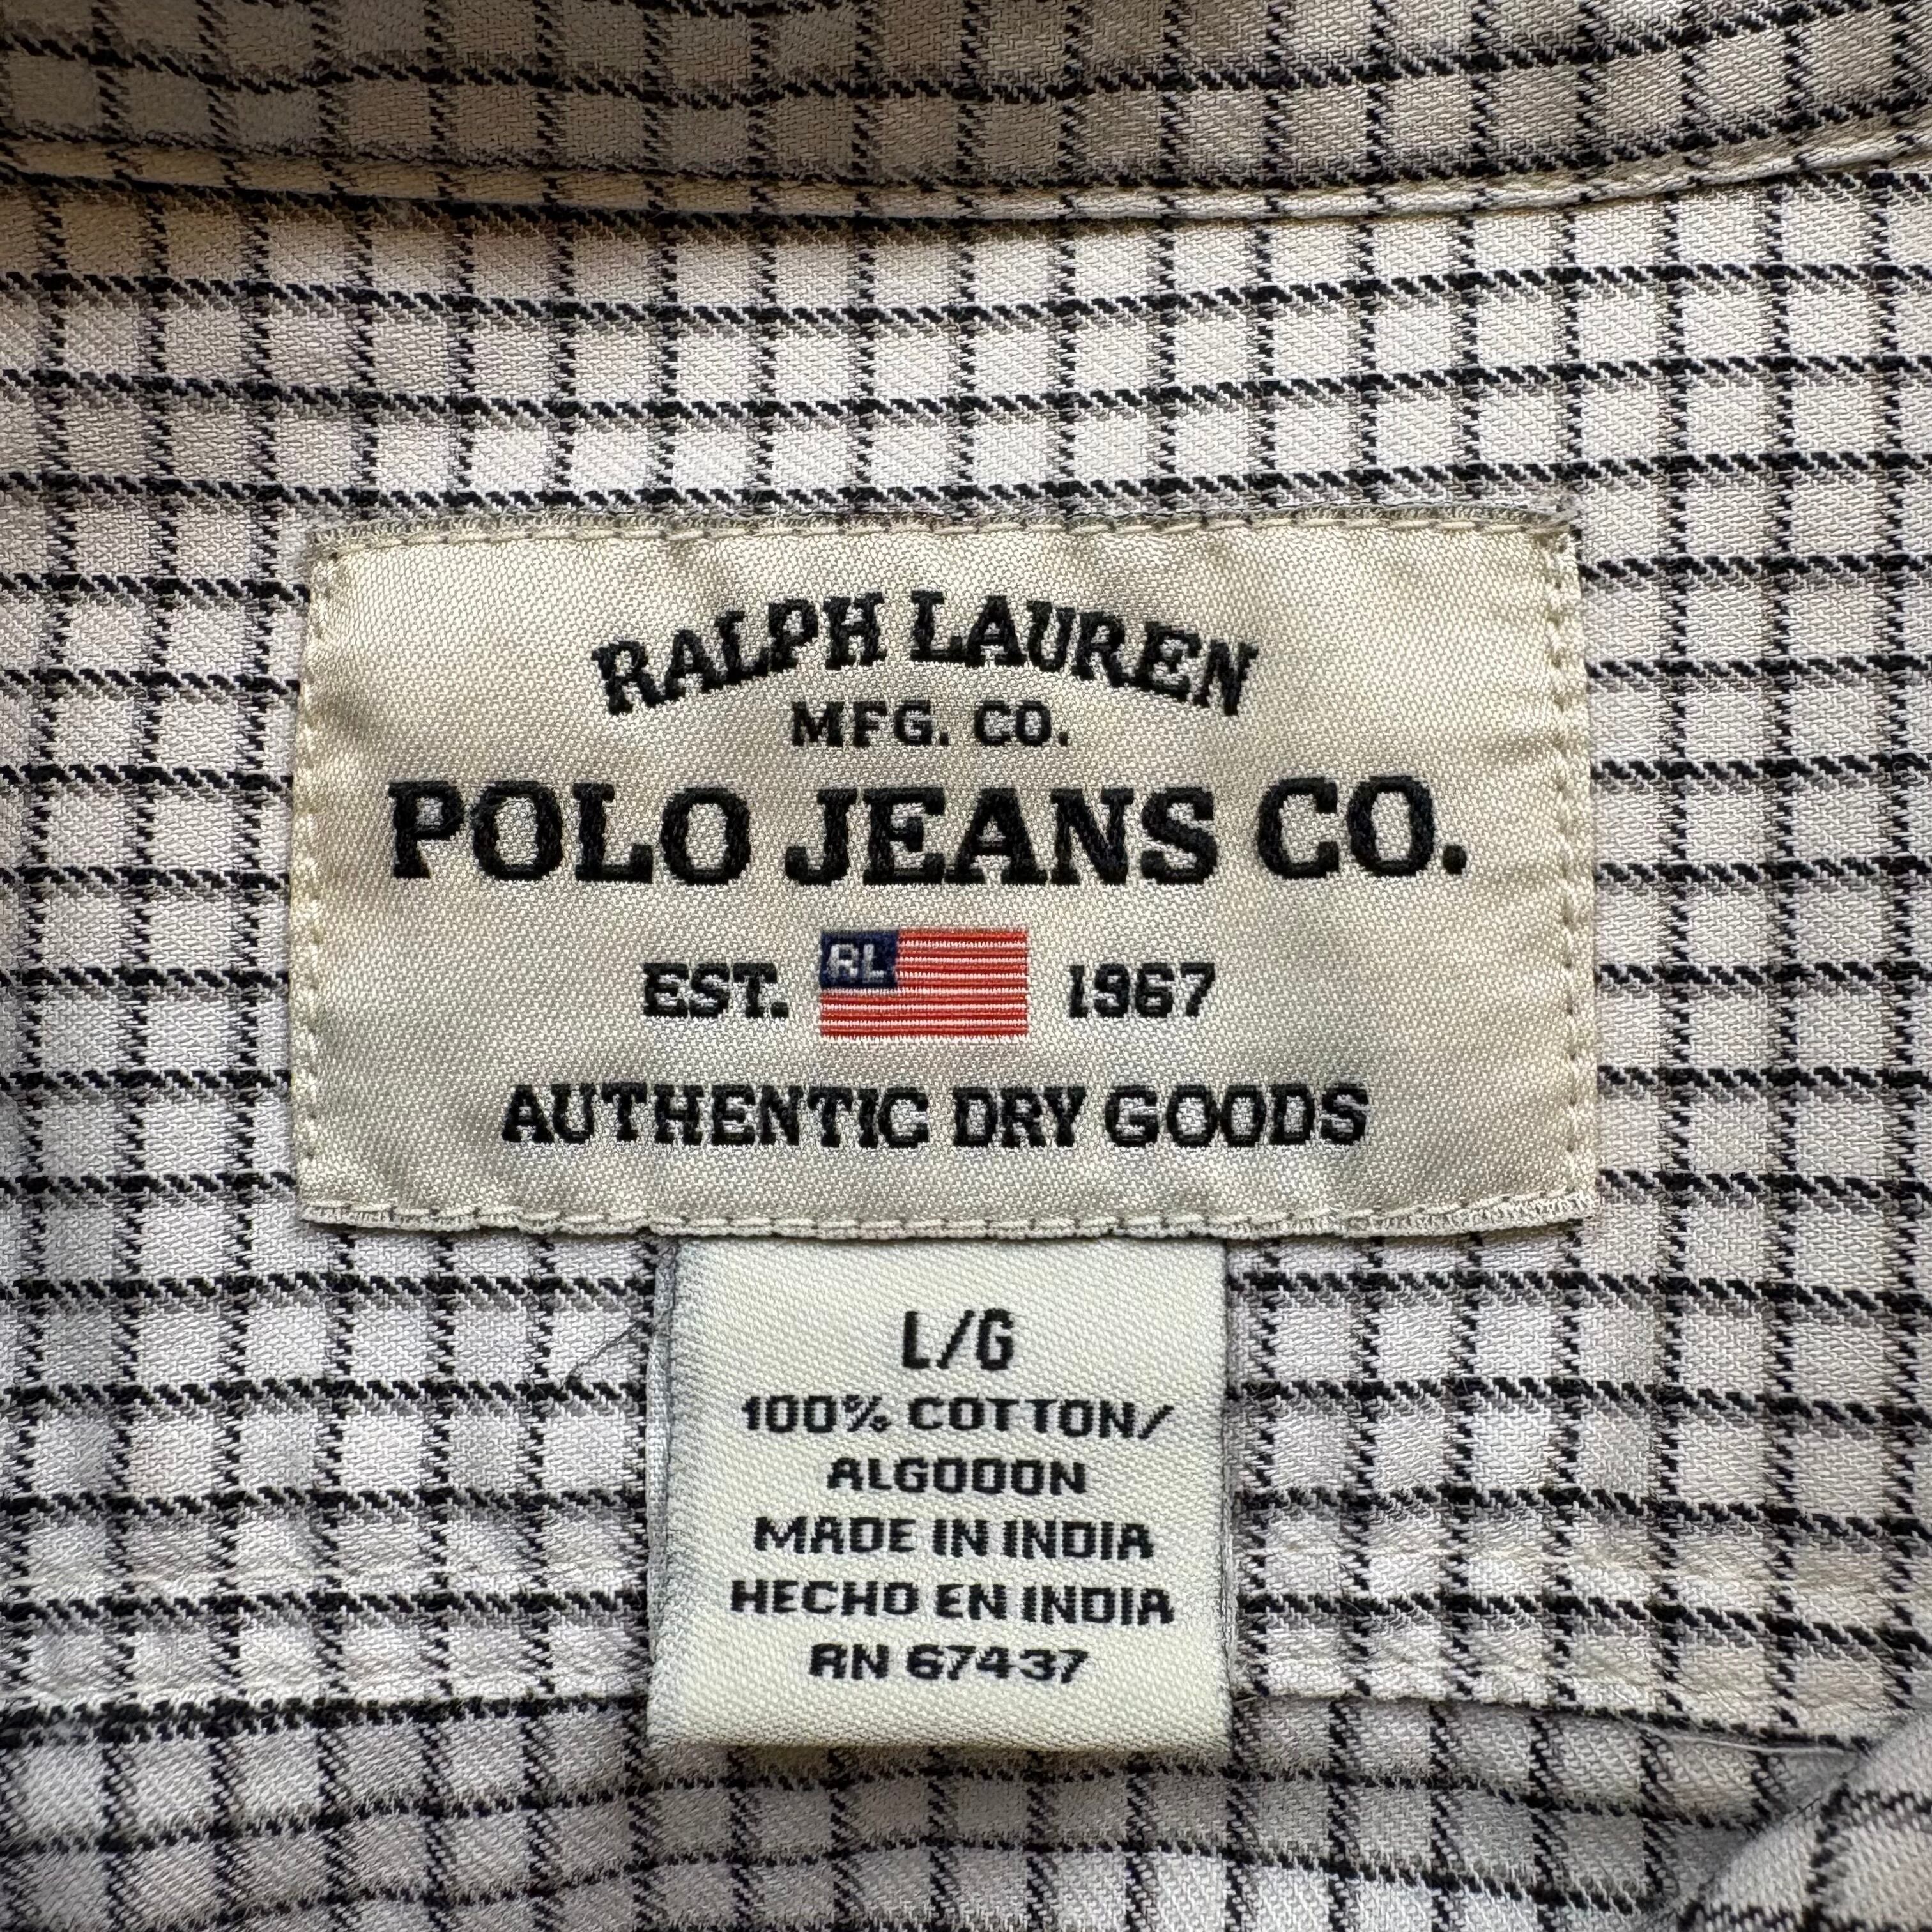 RALPH LAUREN
MFG. CO.
POLO JEANS CO.
EST. RL 1967
AUTHENTIC DRY GOODS
L/G
100% COTTON/
ALGODON
MADE IN INDIA
HECHO EN INDIA
RN 67437